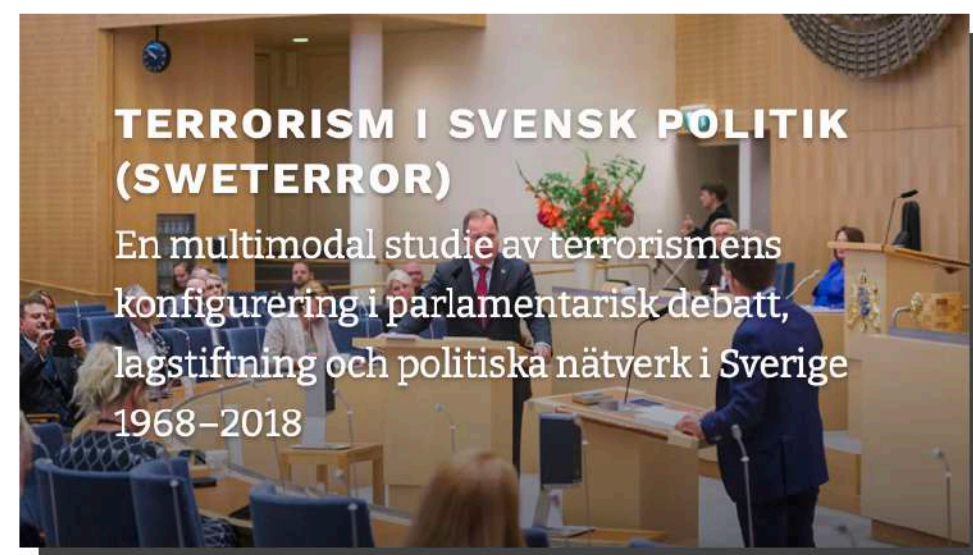 TERRORISM I SVENSK POLITIK
(SWETERROR)
En multimodal studie av terrorismens
konfigurering i parlamentarisk debatt,
lagstiftning och politiska nätverk i Sverige
1968–2018